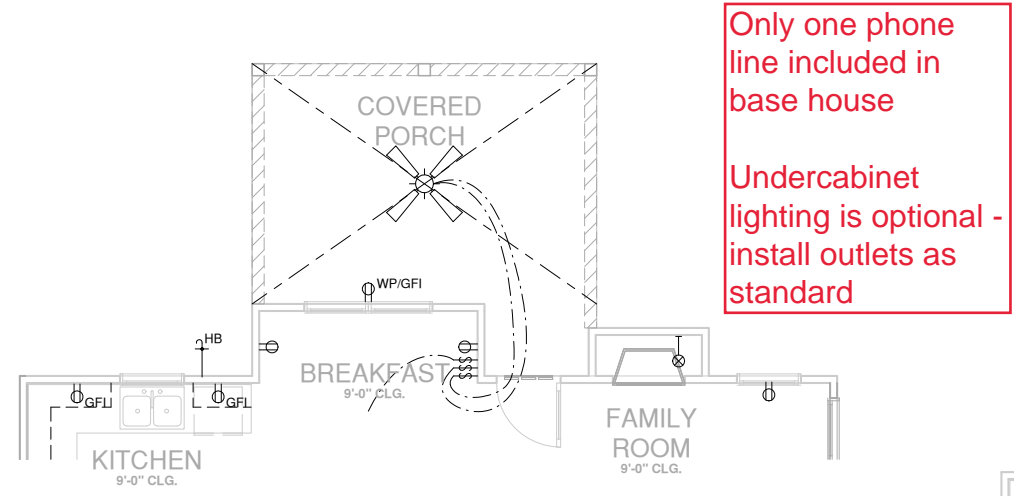 Only one phone
line included in
base house
Undercabinet
lighting is optional -
install outlets as
standard
COVERED
PORCH
WP/GFI
HB
BREAKFAST
9'-0" CLG.
GFI
GFI
FAMILY
ROOM
9'-0" CLG.
KITCHEN
9'-0" CLG.